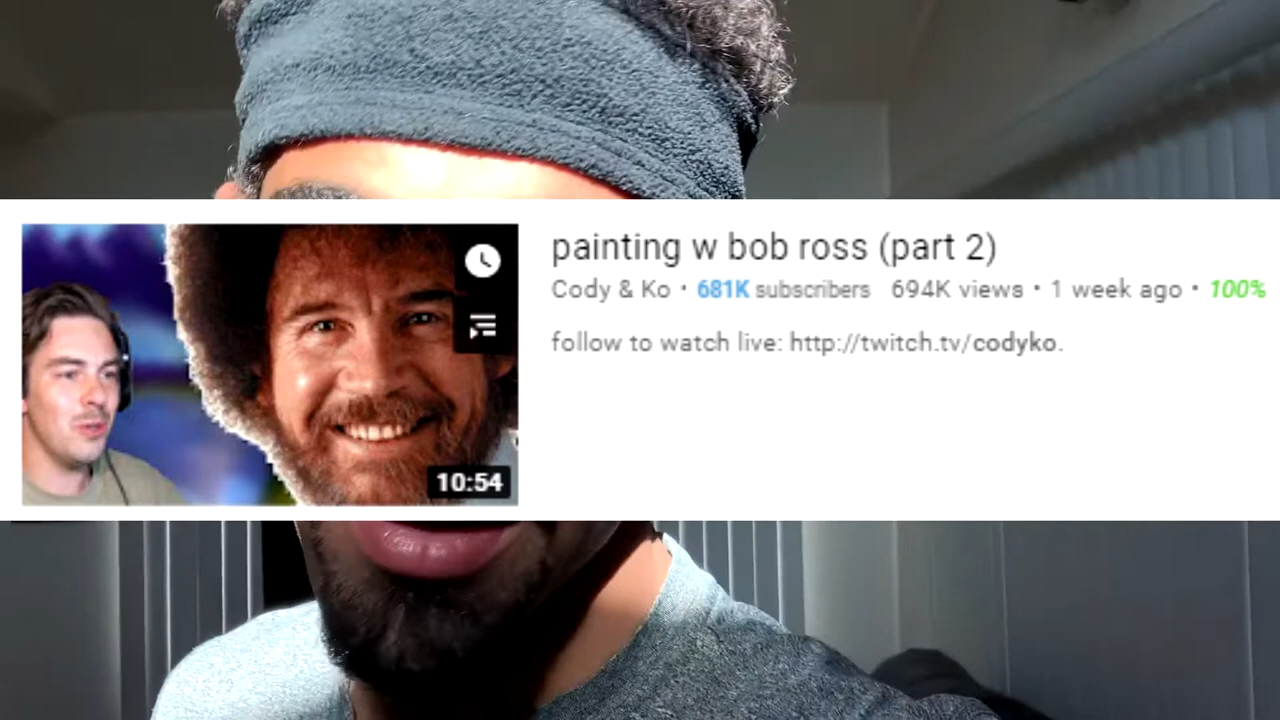 painting w bob ross (part 2)
Cody & Ko • 681K subscribers 694K views • 1 week ago • 100%
follow to watch live: http://twitch.tv/codyko.
10:54